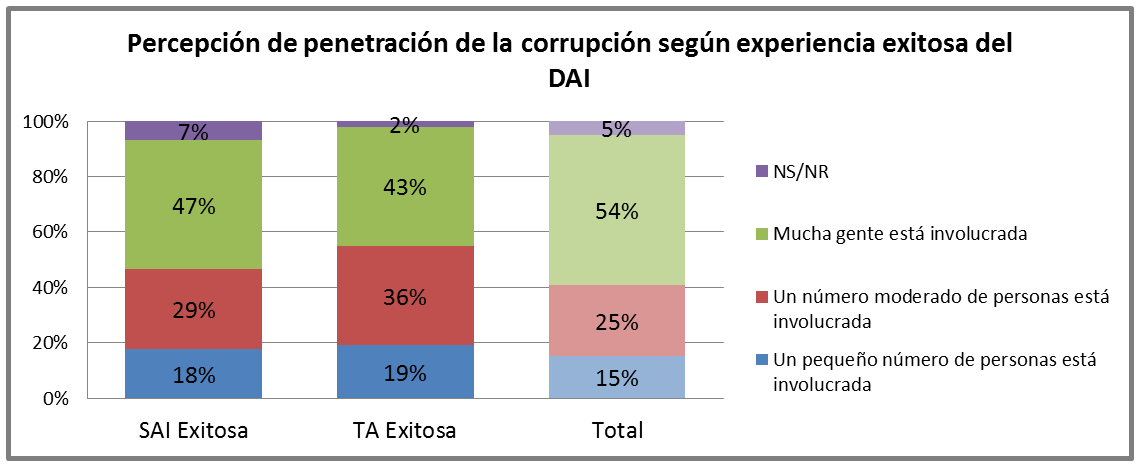 Percepción de penetración de la corrupción según experiencia exitosa del
DAI
100%
80%
60%
40%
20%
0%
7%
47%
29%
18%
2%
43%
36%
19%
5%
54%
25%
15%
SAI Exitosa
TA Exitosa
Total
NS/NR
Mucha gente está involucrada
Un número moderado de personas está
involucrada
Un pequeño número de personas está
involucrada